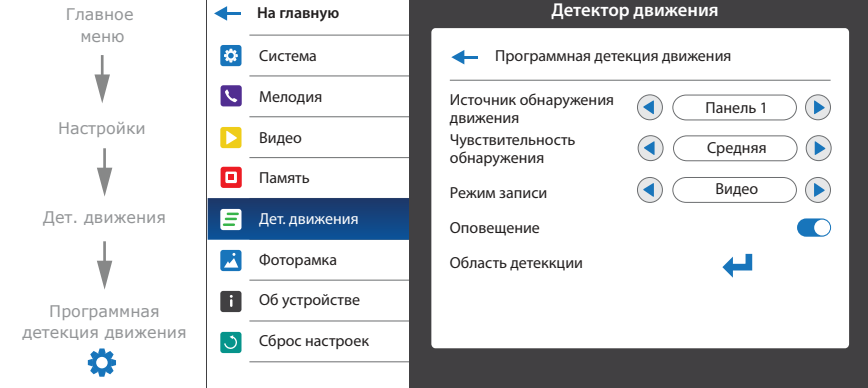 Главное
меню
Настройки
Дет. движения
Программная
детекция движения
На главную
Система
Мелодия
Видео
Память
Дет. движения
Фоторамка
Об устройстве
Сброс настроек
Детектор движения
Программная детекция движения
Источник обнаружения
движения
Панель 1
Чувствительность
обнаружения
Средняя
Режим записи
Видео
Оповещение
Область детеккции